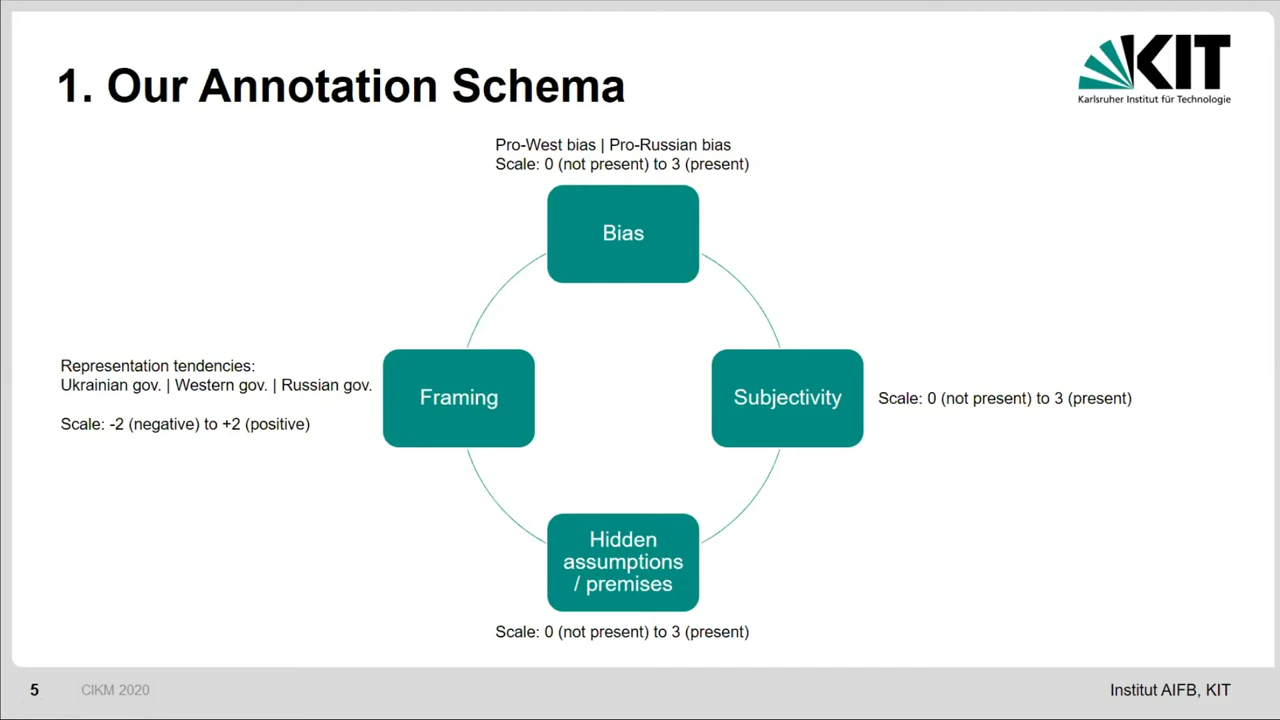 1. Our Annotation Schema
KIT
Karlsruher Institut für Technologie
Pro-West bias | Pro-Russian bias
Scale: 0 (not present) to 3 (present)
Bias
Representation tendencies:
Ukrainian gov. | Western gov. | Russian gov.
Scale: -2 (negative) to +2 (positive)
Framing
Subjectivity
Scale: 0 (not present) to 3 (present)
Hidden
assumptions
/ premises
Scale: 0 (not present) to 3 (present)
5
CIKM 2020
Institut AIFB, KIT